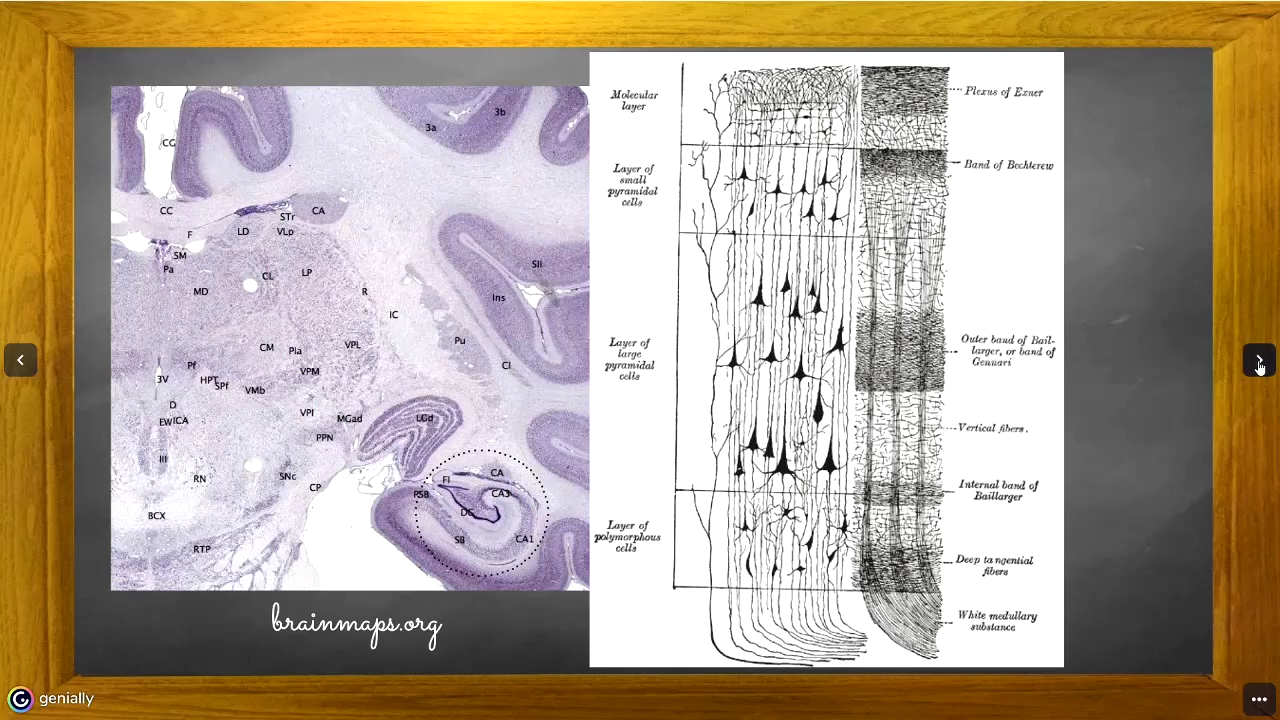 3a
3b
CG
CC
STr
CA
F
LD
VLp
SM
Pa
CL
LP
SII
MD
R
Ins
IC
CM
Pla
VPL
Pu
Pf
VPM
Cl
3V
HPT
SPf
VMb
D
VPI
MGad
LGd
EW
ICA
PPN
III
RN
SNc
CP
FI
CA
PSB
CA3
DG
BCX
SB
CA1
RTP
brainmaps.org
Molecular
layer
Layer of
small
pyramidal
cells
Layer of
large
pyramidal
cells
Layer of
polymorphous
cells
Plexus of Exner
Band of Bechterew
Outer band of Bail-
larger, or band of
Gennari
Vertical fibers.
Internal band of
Baillarger
Deep tangential
fibers
White medullary
substance
genially